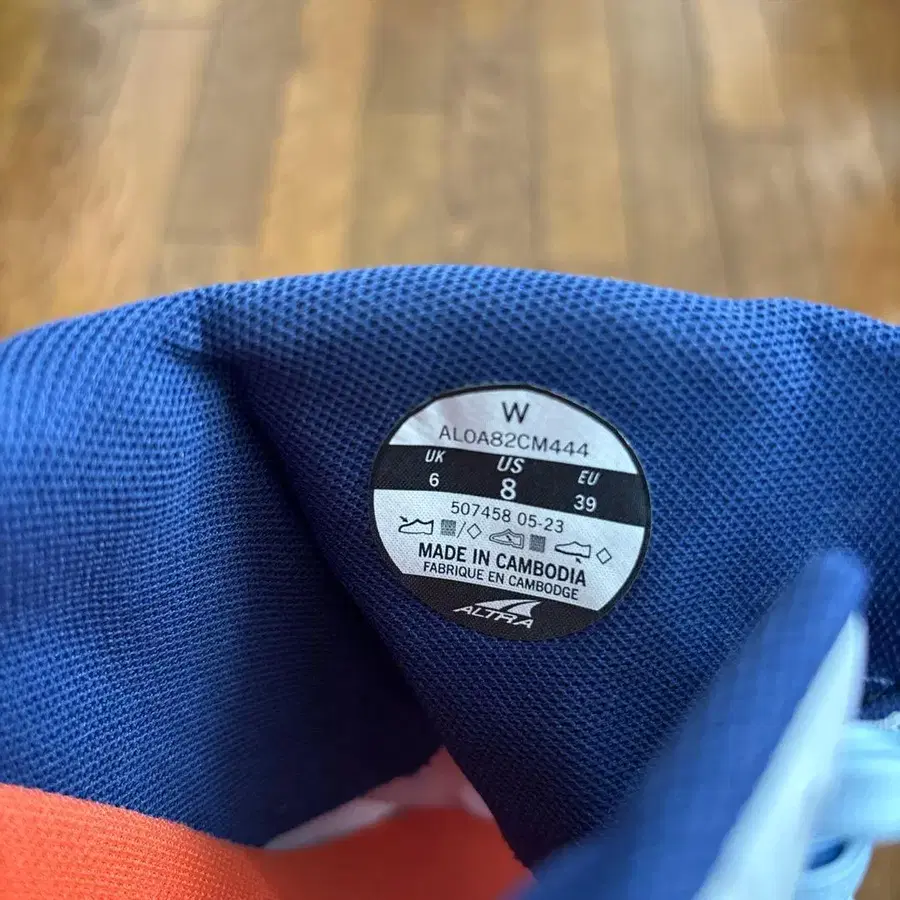 W
AL0A82CM444
UK US EU
6 8 39
507458 05-23
MADE IN CAMBODIA
FABRIQUE EN CAMBODGE
ALTRA